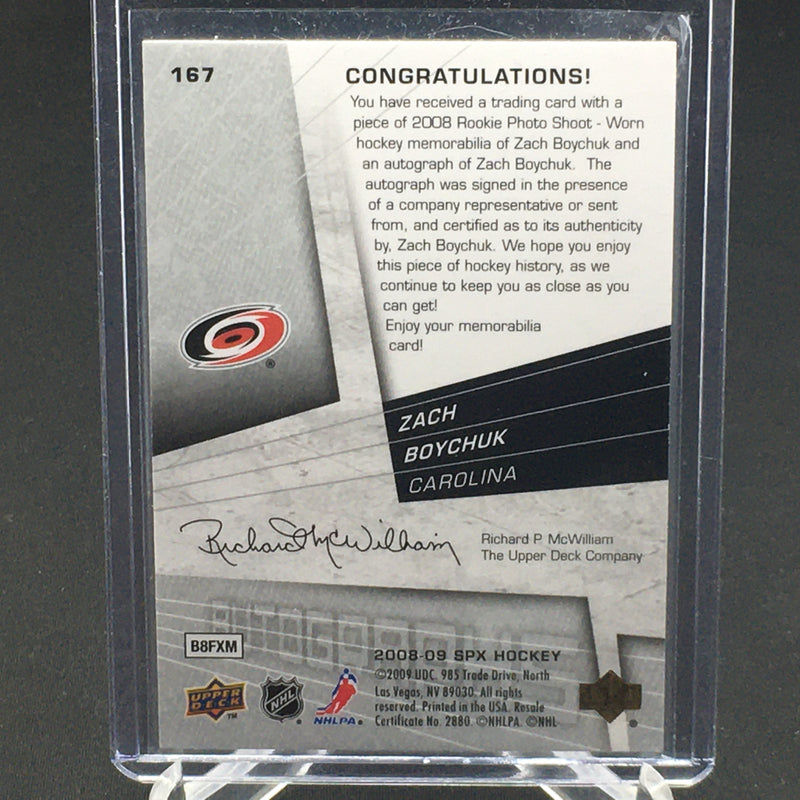 167
CONGRATULATIONS!
You have received a trading card with a
piece of 2008 Rookie Photo Shoot - Worn
hockey memorabilia of Zach Boychuk and
an autograph of Zach Boychuk. The
autograph was signed in the presence
of a company representative or sent
from, and certified as to its authenticity
by, Zach Boychuk. We hope you enjoy
this piece of hockey history, as we
continue to keep you as close as you
can get!
Enjoy your memorabilia
card!
ZACH
BOYCHUK
CAROLINA
Richard McWilliam
Richard P. McWilliam
The Upper Deck Company
AUTOGRAPHS
B8FXM
2008-09 SPX HOCKEY
©2009 UDC. 985 Trade Drive, North
Las Vegas, NV 89030. All rights
reserved. Printed in the USA. Resale
Certificate No. 2880. ©NHLPA. ©NHL
UPPER
DECK
TM
NHL
®
NHLPA.
®
®
®